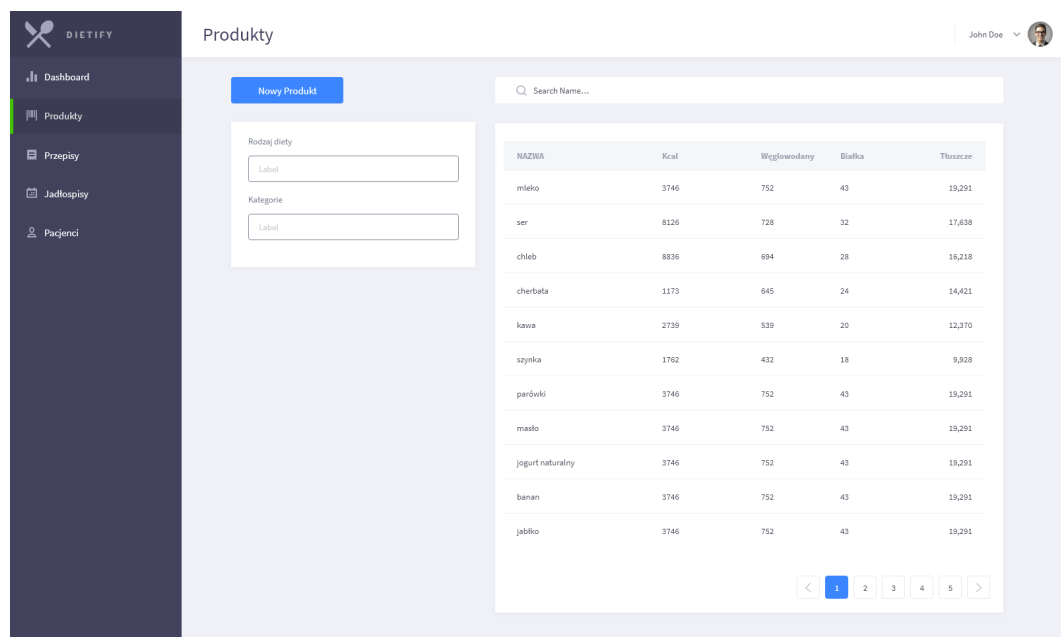 DIETIFY
Dashboard
Produkty
Przepisy
Jadłospisy
Pacjenci
Produkty
John Doe
Nowy Produkt
Search Name...
Rodzaj diety
Label
Kategorie
Label
NAZWA Kcal Węglowodany Białka Tłuszcze
mleko 3746 752 43 19,291
ser 8126 728 32 17,638
chleb 8836 694 28 16,218
cherbata 1173 645 24 14,421
kawa 2739 539 20 12,370
szynka 1762 432 18 9,928
parówki 3746 752 43 19,291
masło 3746 752 43 19,291
jogurt naturalny 3746 752 43 19,291
banan 3746 752 43 19,291
jabłko 3746 752 43 19,291
1 2 3 4 5